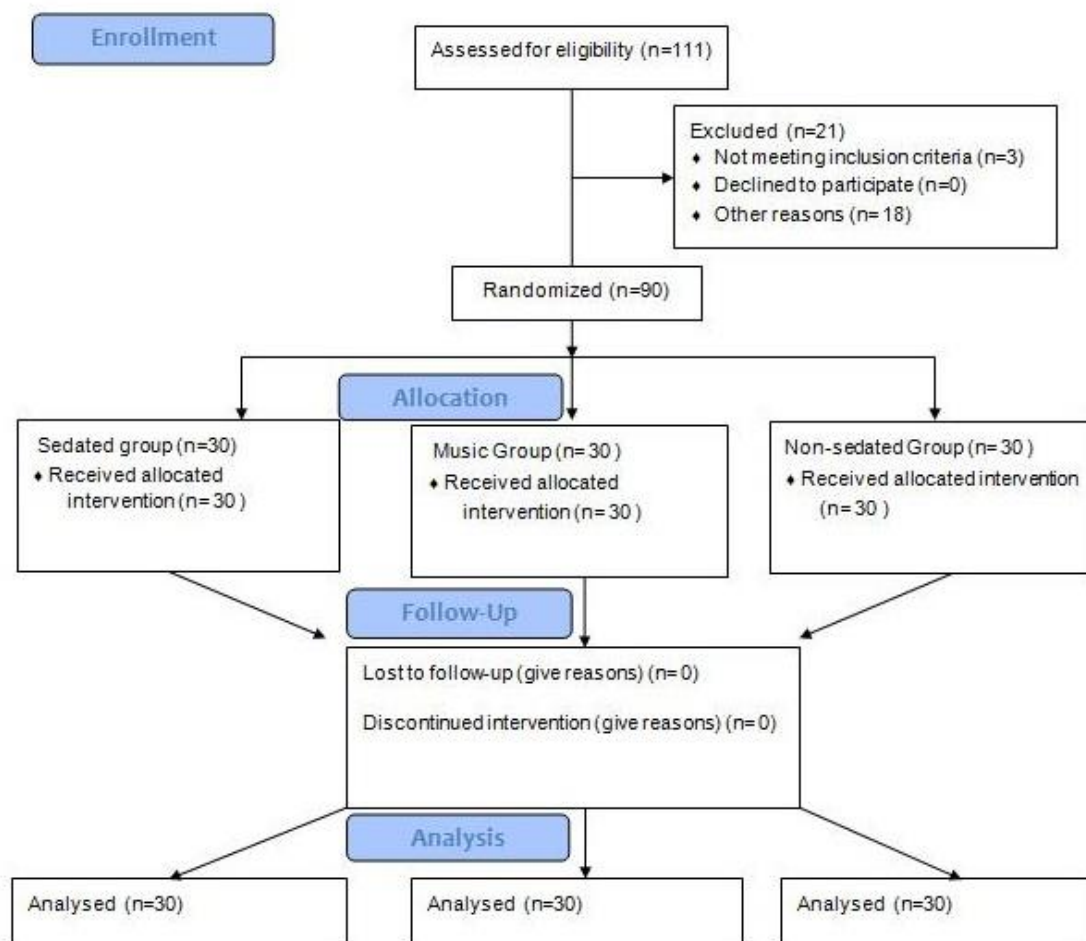 Enrollment
Assessed for eligibility (n=111)
Excluded (n=21)
♦ Not meeting inclusion criteria (n=3)
♦ Declined to participate (n=0)
♦ Other reasons (n= 18)
Randomized (n=90)
Allocation
Sedated group (n=30)
♦ Received allocated
intervention (n= 30 )
Music Group (n= 30 )
♦ Received allocated
intervention (n= 30 )
Non-sedated Group (n= 30 )
♦ Received allocated intervention
(n= 30 )
Follow-Up
Lost to follow-up (give reasons) (n= 0)
Discontinued intervention (give reasons) (n= 0)
Analysis
Analysed (n=30)
Analysed (n=30)
Analysed (n=30)